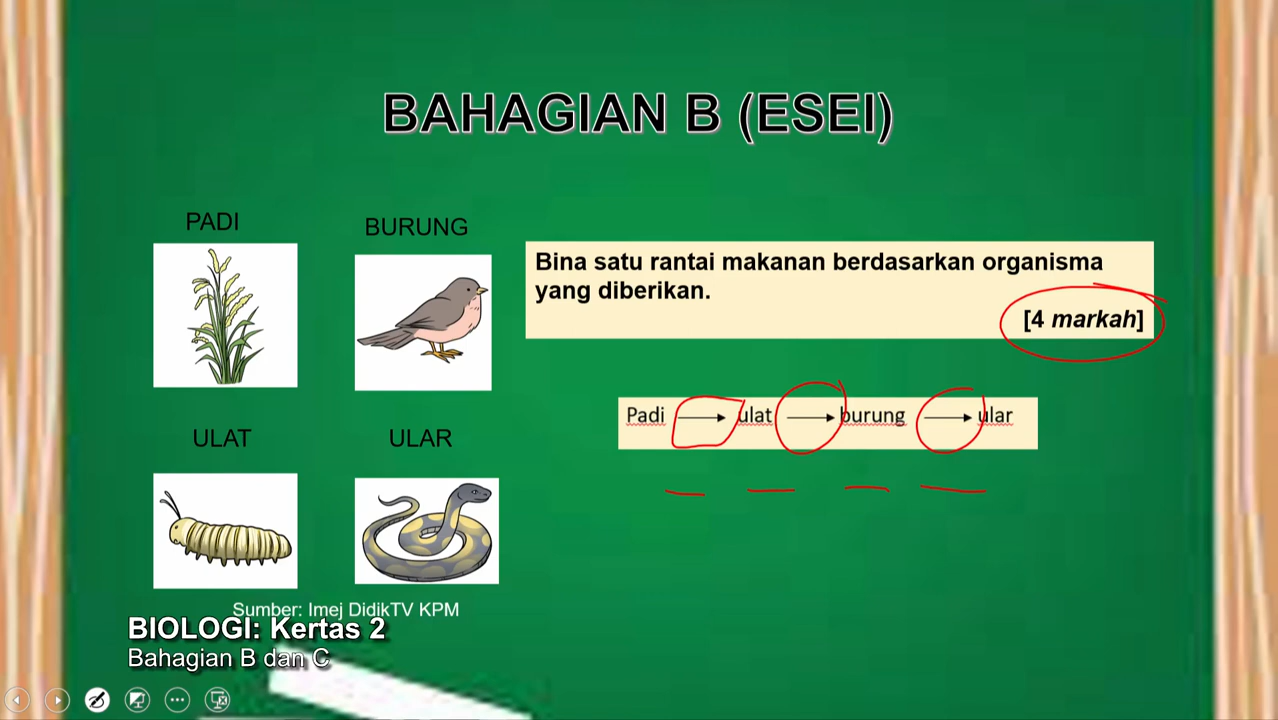 BAHAGIAN B (ESEI)
PADI
BURUNG
Bina satu rantai makanan berdasarkan organisma
yang diberikan.
[4 markah]
Padi → ulat → burung → ular
ULAT
ULAR
Sumber: Imej DidikTV KPM
BIOLOGI: Kertas 2
Bahagian B dan C